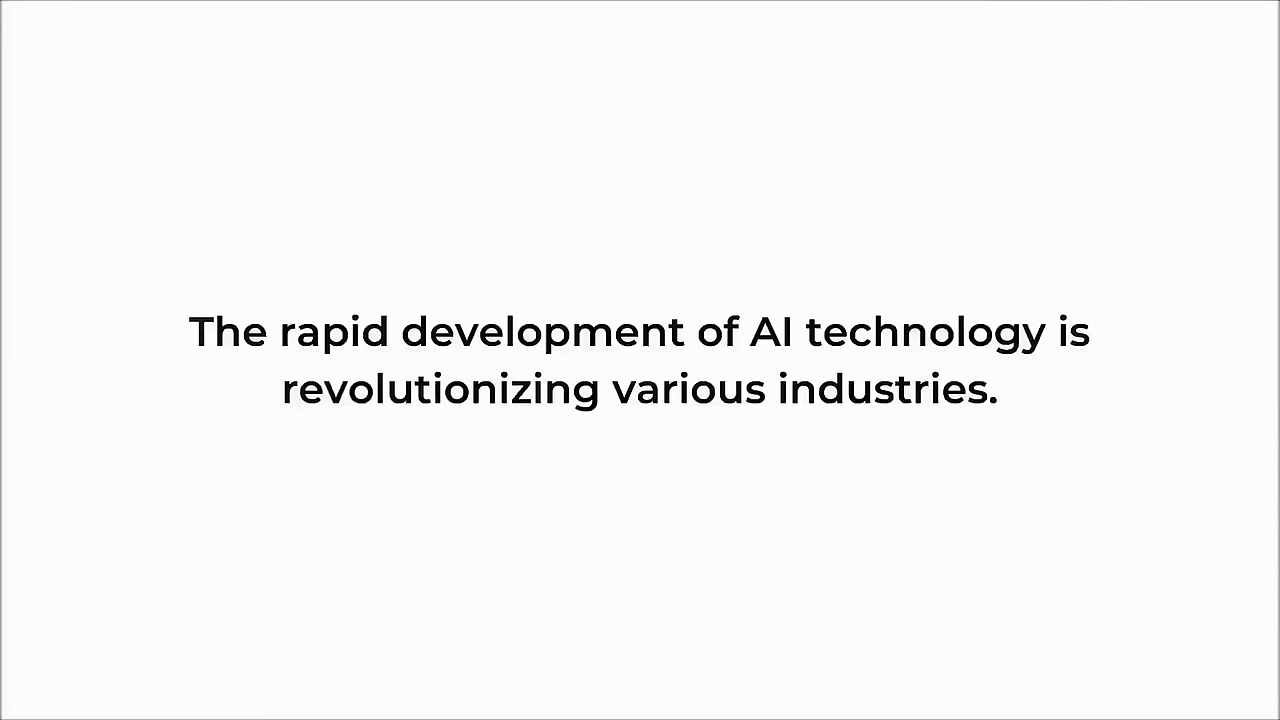 The rapid development of AI technology is
revolutionizing various industries.